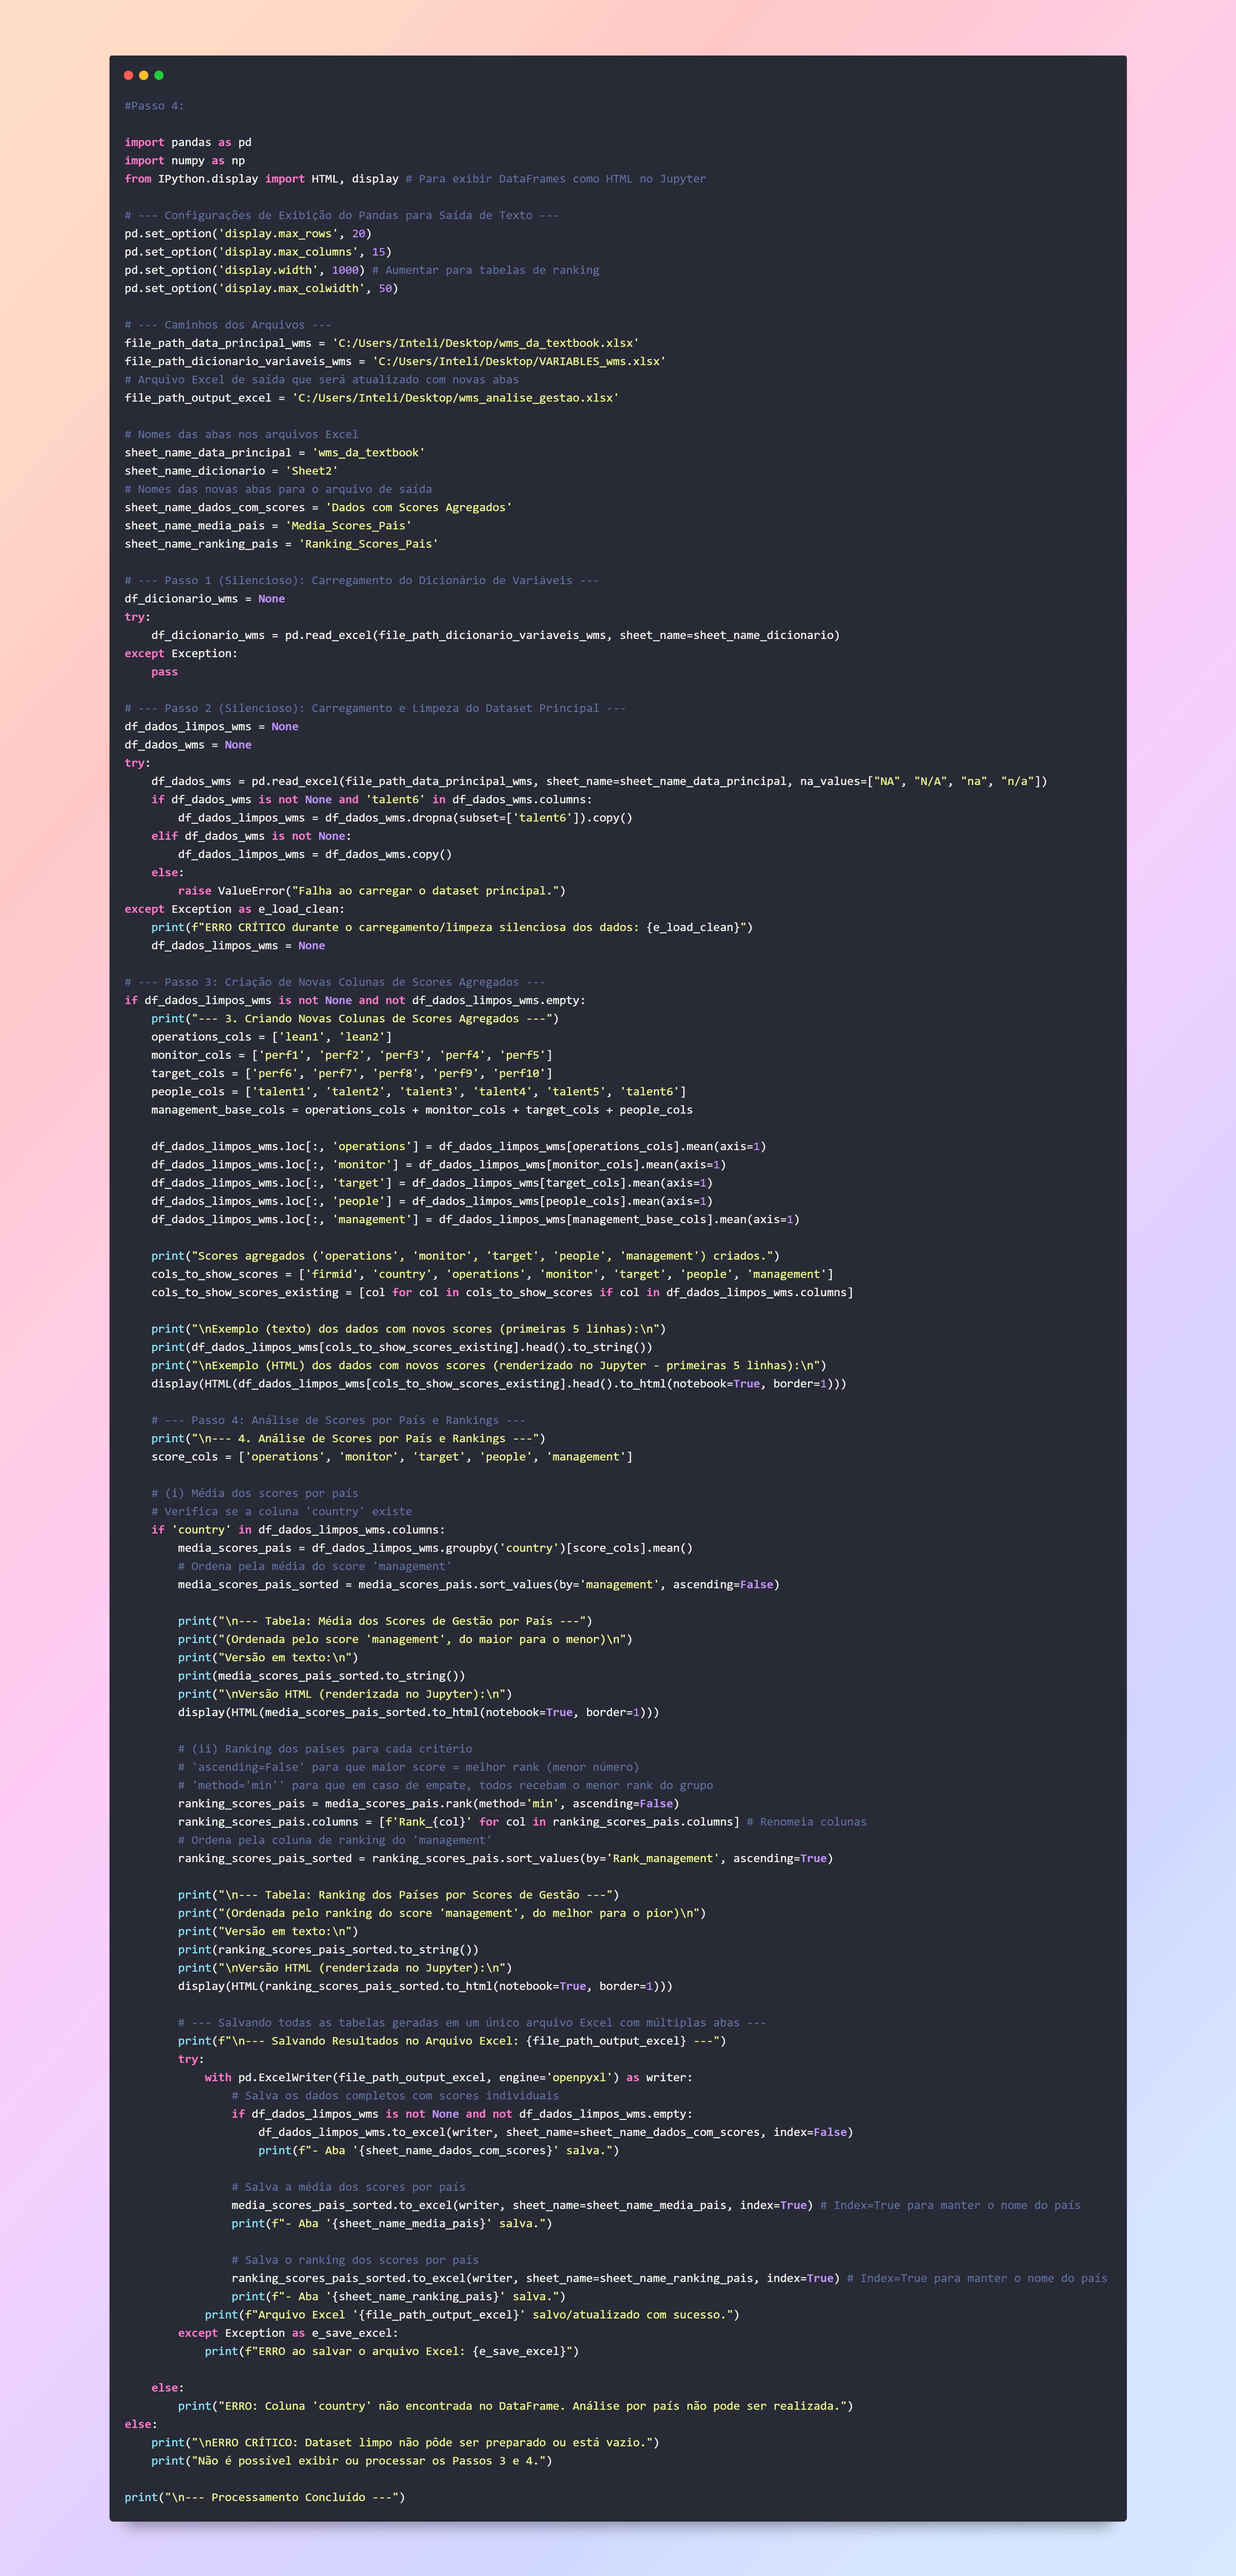 #Passo 4:

import pandas as pd
import numpy as np
from IPython.display import HTML, display # Para exibir DataFrames como HTML no Jupyter

# --- Configurações de Exibição do Pandas para Saída de Texto ---
pd.set_option('display.max_rows', 20)
pd.set_option('display.max_columns', 15)
pd.set_option('display.width', 1000) # Aumentar para tabelas de ranking
pd.set_option('display.max_colwidth', 50)

# --- Caminhos dos Arquivos ---
file_path_data_principal_wms = 'C:/Users/Inteli/Desktop/wms_da_textbook.xlsx'
file_path_dicionario_variaveis_wms = 'C:/Users/Inteli/Desktop/VARIABLES_wms.xlsx'
# Arquivo Excel de saída que será atualizado com novas abas
file_path_output_excel = 'C:/Users/Inteli/Desktop/wms_analise_gestao.xlsx'

# Nomes das abas nos arquivos Excel
sheet_name_data_principal = 'wms_da_textbook'
sheet_name_dicionario = 'Sheet2'
# Nomes das novas abas para o arquivo de saída
sheet_name_dados_com_scores = 'Dados com Scores Agregados'
sheet_name_media_pais = 'Media_Scores_Pais'
sheet_name_ranking_pais = 'Ranking_Scores_Pais'

# --- Passo 1 (Silencioso): Carregamento do Dicionário de Variáveis ---
df_dicionario_wms = None
try:
    df_dicionario_wms = pd.read_excel(file_path_dicionario_variaveis_wms, sheet_name=sheet_name_dicionario)
except Exception:
    pass

# --- Passo 2 (Silencioso): Carregamento e Limpeza do Dataset Principal ---
df_dados_limpos_wms = None
df_dados_wms = None
try:
    df_dados_wms = pd.read_excel(file_path_data_principal_wms, sheet_name=sheet_name_data_principal, na_values=["NA", "N/A", "na", "n/a"])
    if df_dados_wms is not None and 'talent6' in df_dados_wms.columns:
        df_dados_limpos_wms = df_dados_wms.dropna(subset=['talent6']).copy()
    elif df_dados_wms is not None:
        df_dados_limpos_wms = df_dados_wms.copy()
    else:
        raise ValueError("Falha ao carregar o dataset principal.")
except Exception as e_load_clean:
    print(f"ERRO CRÍTICO durante o carregamento/limpeza silenciosa dos dados: {e_load_clean}")
    df_dados_limpos_wms = None

# --- Passo 3: Criação de Novas Colunas de Scores Agregados ---
if df_dados_limpos_wms is not None and not df_dados_limpos_wms.empty:
    print("--- 3. Criando Novas Colunas de Scores Agregados ---")
    operations_cols = ['lean1', 'lean2']
    monitor_cols = ['perf1', 'perf2', 'perf3', 'perf4', 'perf5']
    target_cols = ['perf6', 'perf7', 'perf8', 'perf9', 'perf10']
    people_cols = ['talent1', 'talent2', 'talent3', 'talent4', 'talent5', 'talent6']
    management_base_cols = operations_cols + monitor_cols + target_cols + people_cols

    df_dados_limpos_wms.loc[:, 'operations'] = df_dados_limpos_wms[operations_cols].mean(axis=1)
    df_dados_limpos_wms.loc[:, 'monitor'] = df_dados_limpos_wms[monitor_cols].mean(axis=1)
    df_dados_limpos_wms.loc[:, 'target'] = df_dados_limpos_wms[target_cols].mean(axis=1)
    df_dados_limpos_wms.loc[:, 'people'] = df_dados_limpos_wms[people_cols].mean(axis=1)
    df_dados_limpos_wms.loc[:, 'management'] = df_dados_limpos_wms[management_base_cols].mean(axis=1)

    print("Scores agregados ('operations', 'monitor', 'target', 'people', 'management') criados.")
    cols_to_show_scores = ['firmid', 'country', 'operations', 'monitor', 'target', 'people', 'management']
    cols_to_show_scores_existing = [col for col in cols_to_show_scores if col in df_dados_limpos_wms.columns]

    print("\nExemplo (texto) dos dados com novos scores (primeiras 5 linhas):\n")
    print(df_dados_limpos_wms[cols_to_show_scores_existing].head().to_string())
    print("\nExemplo (HTML) dos dados com novos scores (renderizado no Jupyter - primeiras 5 linhas):\n")
    display(HTML(df_dados_limpos_wms[cols_to_show_scores_existing].head().to_html(notebook=True, border=1)))

    # --- Passo 4: Análise de Scores por País e Rankings ---
    print("\n--- 4. Análise de Scores por País e Rankings ---")
    score_cols = ['operations', 'monitor', 'target', 'people', 'management']

    # (i) Média dos scores por país
    # Verifica se a coluna 'country' existe
    if 'country' in df_dados_limpos_wms.columns:
        media_scores_pais = df_dados_limpos_wms.groupby('country')[score_cols].mean()
        # Ordena pela média do score 'management'
        media_scores_pais_sorted = media_scores_pais.sort_values(by='management', ascending=False)

        print("\n--- Tabela: Média dos Scores de Gestão por País ---")
        print("(Ordenada pelo score 'management', do maior para o menor)\n")
        print("Versão em texto:\n")
        print(media_scores_pais_sorted.to_string())
        print("\nVersão HTML (renderizada no Jupyter):\n")
        display(HTML(media_scores_pais_sorted.to_html(notebook=True, border=1)))

        # (ii) Ranking dos países para cada critério
        # 'ascending=False' para que maior score = melhor rank (menor número)
        # 'method='min'' para que em caso de empate, todos recebam o menor rank do grupo
        ranking_scores_pais = media_scores_pais.rank(method='min', ascending=False)
        ranking_scores_pais.columns = [f'Rank_{col}' for col in ranking_scores_pais.columns] # Renomeia colunas
        # Ordena pela coluna de ranking do 'management'
        ranking_scores_pais_sorted = ranking_scores_pais.sort_values(by='Rank_management', ascending=True)

        print("\n--- Tabela: Ranking dos Países por Scores de Gestão ---")
        print("(Ordenada pelo ranking do score 'management', do melhor para o pior)\n")
        print("Versão em texto:\n")
        print(ranking_scores_pais_sorted.to_string())
        print("\nVersão HTML (renderizada no Jupyter):\n")
        display(HTML(ranking_scores_pais_sorted.to_html(notebook=True, border=1)))

        # --- Salvando todas as tabelas geradas em um único arquivo Excel com múltiplas abas ---
        print(f"\n--- Salvando Resultados no Arquivo Excel: {file_path_output_excel} ---")
        try:
            with pd.ExcelWriter(file_path_output_excel, engine='openpyxl') as writer:
                # Salva os dados completos com scores individuais
                if df_dados_limpos_wms is not None and not df_dados_limpos_wms.empty:
                    df_dados_limpos_wms.to_excel(writer, sheet_name=sheet_name_dados_com_scores, index=False)
                    print(f"- Aba '{sheet_name_dados_com_scores}' salva.")

                # Salva a média dos scores por país
                media_scores_pais_sorted.to_excel(writer, sheet_name=sheet_name_media_pais, index=True) # Index=True para manter o nome do país
                print(f"- Aba '{sheet_name_media_pais}' salva.")

                # Salva o ranking dos scores por país
                ranking_scores_pais_sorted.to_excel(writer, sheet_name=sheet_name_ranking_pais, index=True) # Index=True para manter o nome do país
                print(f"- Aba '{sheet_name_ranking_pais}' salva.")
            print(f"Arquivo Excel '{file_path_output_excel}' salvo/atualizado com sucesso.")
        except Exception as e_save_excel:
            print(f"ERRO ao salvar o arquivo Excel: {e_save_excel}")

    else:
        print("ERRO: Coluna 'country' não encontrada no DataFrame. Análise por país não pode ser realizada.")
else:
    print("\nERRO CRÍTICO: Dataset limpo não pôde ser preparado ou está vazio.")
    print("Não é possível exibir ou processar os Passos 3 e 4.")

print("\n--- Processamento Concluído ---")